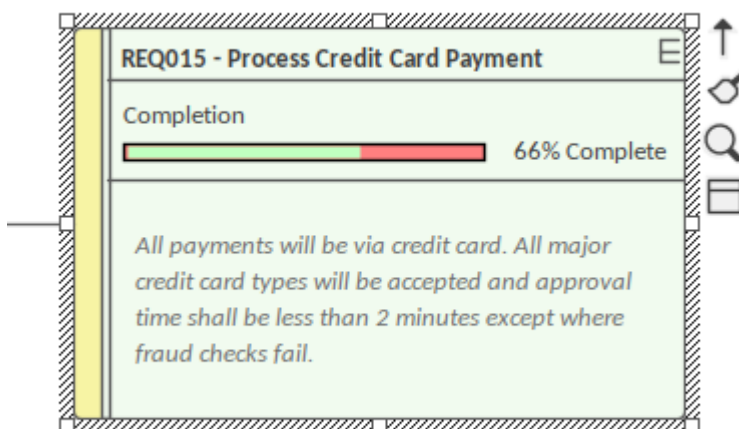 REQ015 - Process Credit Card Payment
E
Completion
66% Complete
All payments will be via credit card. All major
credit card types will be accepted and approval
time shall be less than 2 minutes except where
fraud checks fail.